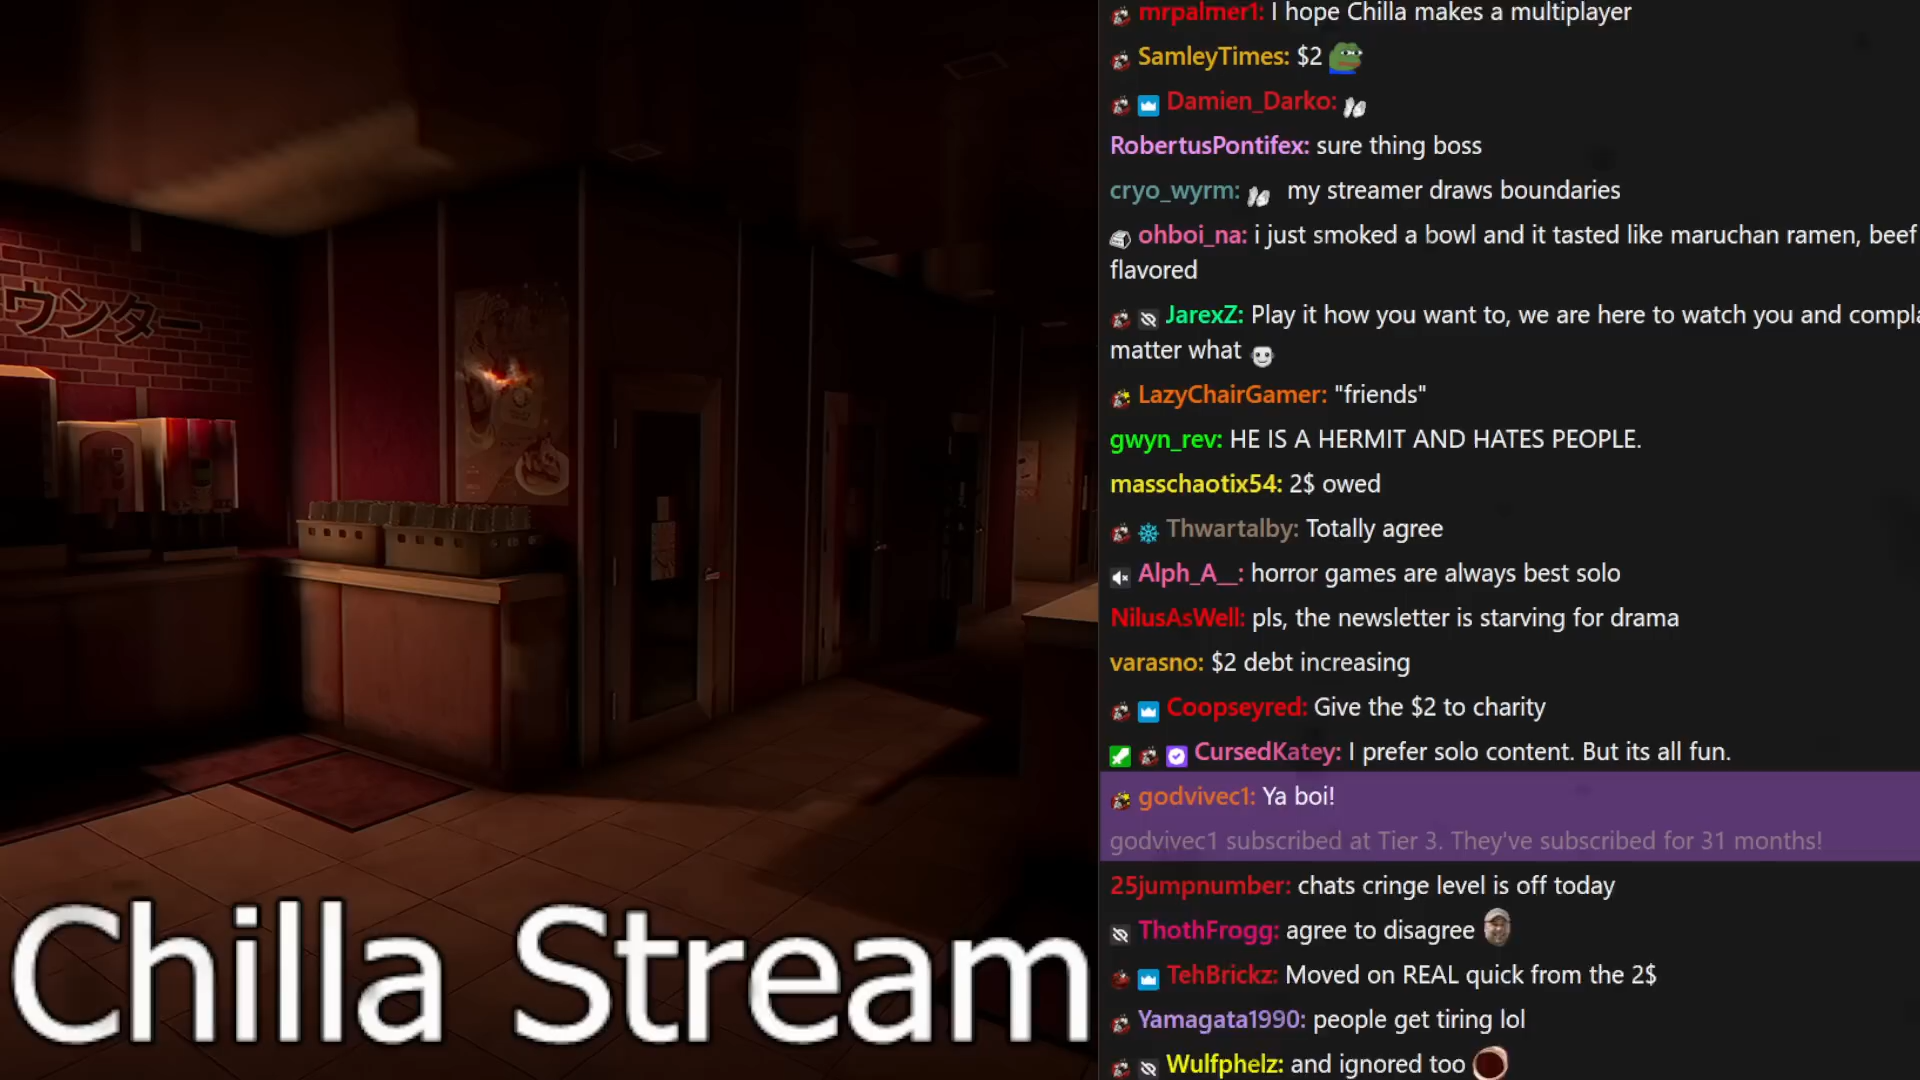 mrpalmer1: I hope Chilla makes a multiplayer
SamleyTimes: $2
Damien_Darko:
RobertusPontifex: sure thing boss
cryo_wyrm: my streamer draws boundaries
ohboi_na: i just smoked a bowl and it tasted like maruchan ramen, beef
flavored
JarexZ: Play it how you want to, we are here to watch you and compla
matter what
LazyChairGamer: "friends"
gwyn_rev: HE IS A HERMIT AND HATES PEOPLE.
masschaotix54: 2$ owed
Thwartalby: Totally agree
Alph_A__: horror games are always best solo
NilusAsWell: pls, the newsletter is starving for drama
varasno: $2 debt increasing
Coopseyred: Give the $2 to charity
CursedKatey: I prefer solo content. But its all fun.
godvivec1: Ya boi!
godvivec1 subscribed at Tier 3. They've subscribed for 31 months!
25jumpnumber: chats cringe level is off today
ThothFrogg: agree to disagree
TehBrickz: Moved on REAL quick from the 2$
Yamagata1990: people get tiring lol
Wulfphelz: and ignored too
ウンター
Chilla Stream